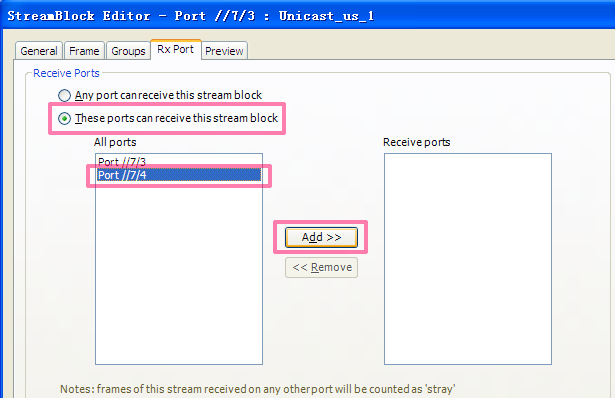 StreamBlock Editor - Port //7/3 : Unicast_us_1
General Frame Groups Rx Port Preview
Receive Ports
Any port can receive this stream block
These ports can receive this stream block
All ports Receive ports
Port //7/3
Port //7/4
Add >>
<< Remove
Notes: frames of this stream received on any other port will be counted as 'stray'